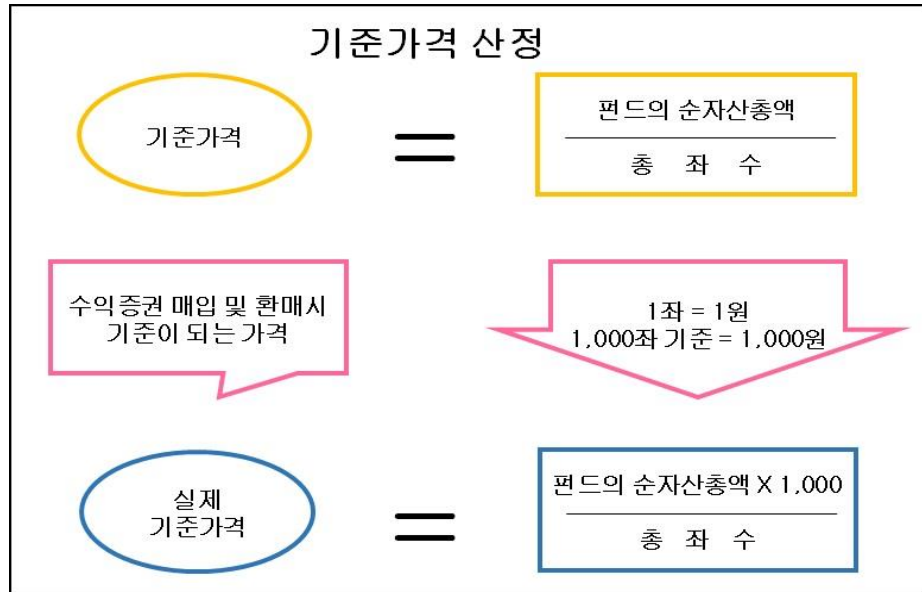 기준가격 산정
기준가격
=
펀드의 순자산총액
총 좌 수
수익증권 매입 및 환매시
기준이 되는 가격
1좌 = 1원
1,000좌 기준 = 1,000원
실제
기준가격
=
펀드의 순자산총액 X 1,000
총 좌 수